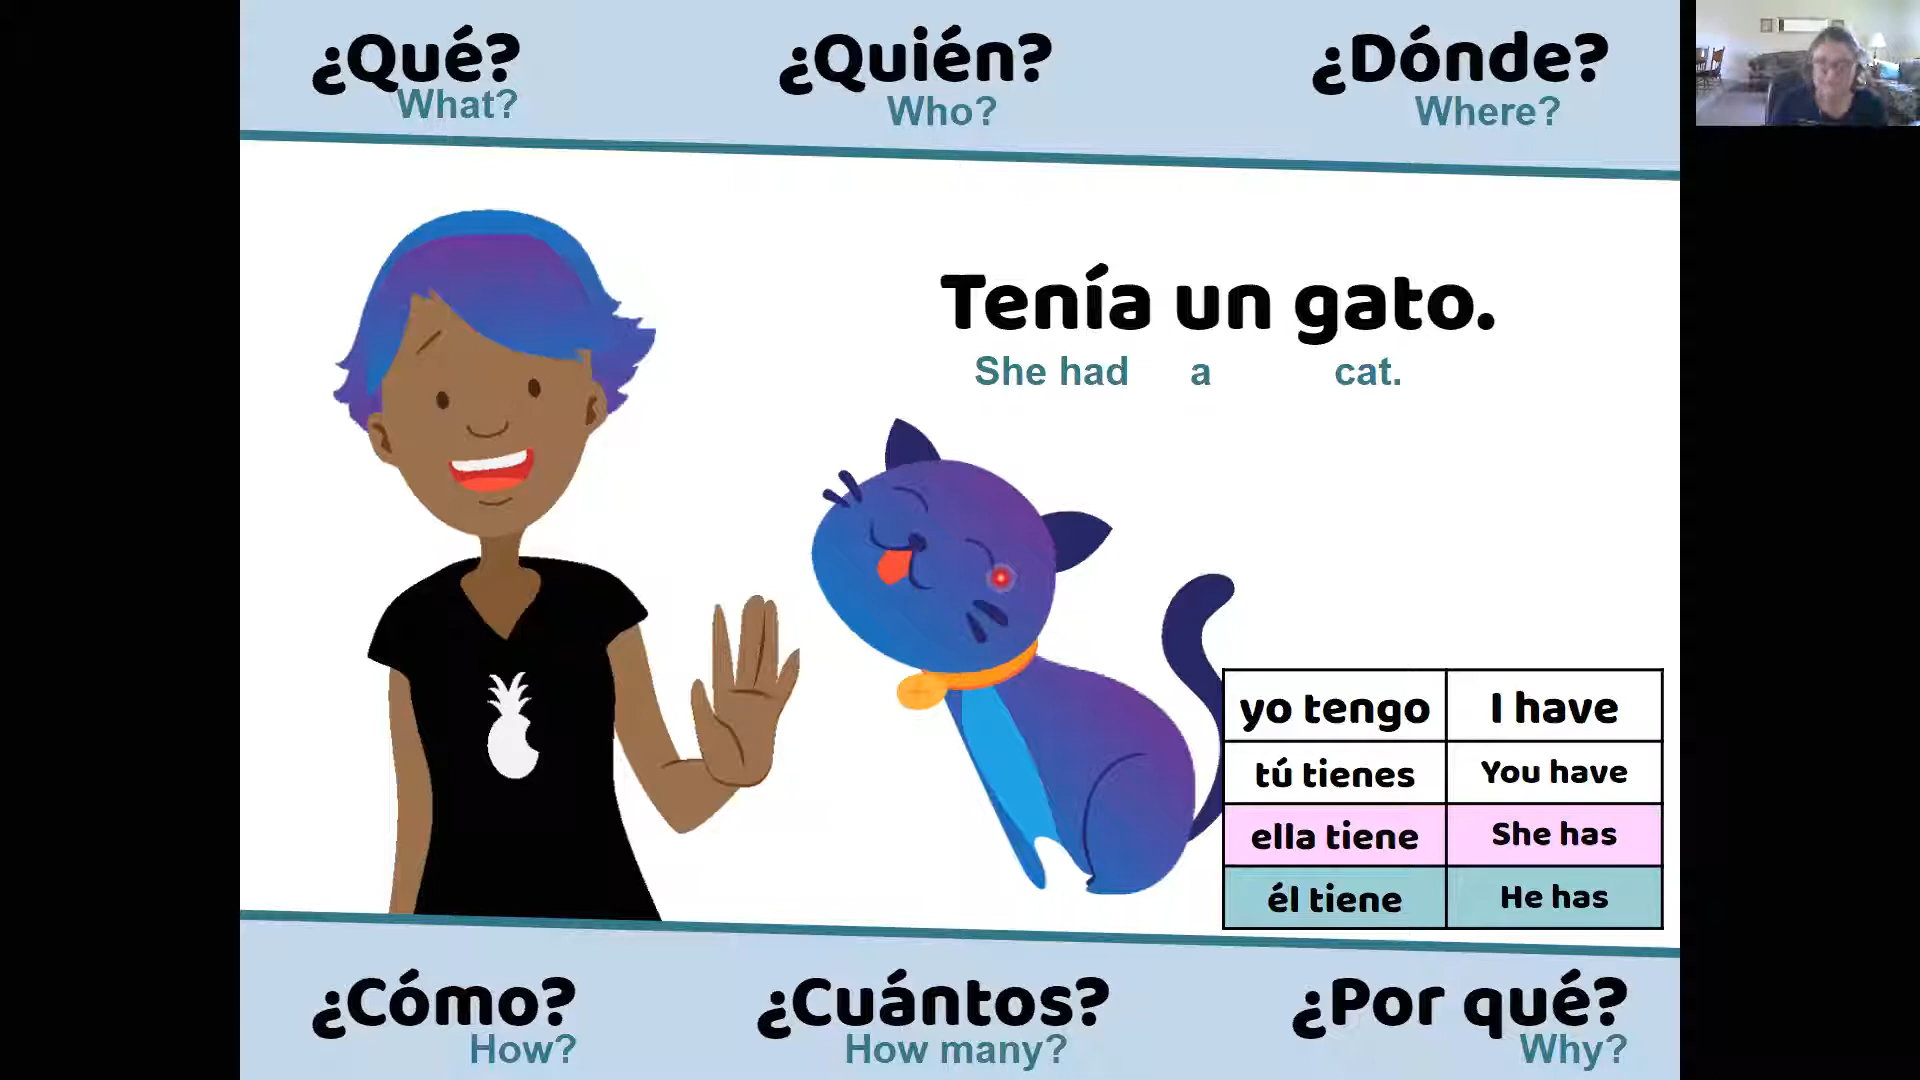 ¿Qué?
What?
¿Quién?
Who?
¿Dónde?
Where?
Tenía un gato.
She had a cat.
yo tengo I have
tú tienes You have
ella tiene She has
él tiene He has
¿Cómo?
How?
¿Cuántos?
How many?
¿Por qué?
Why?